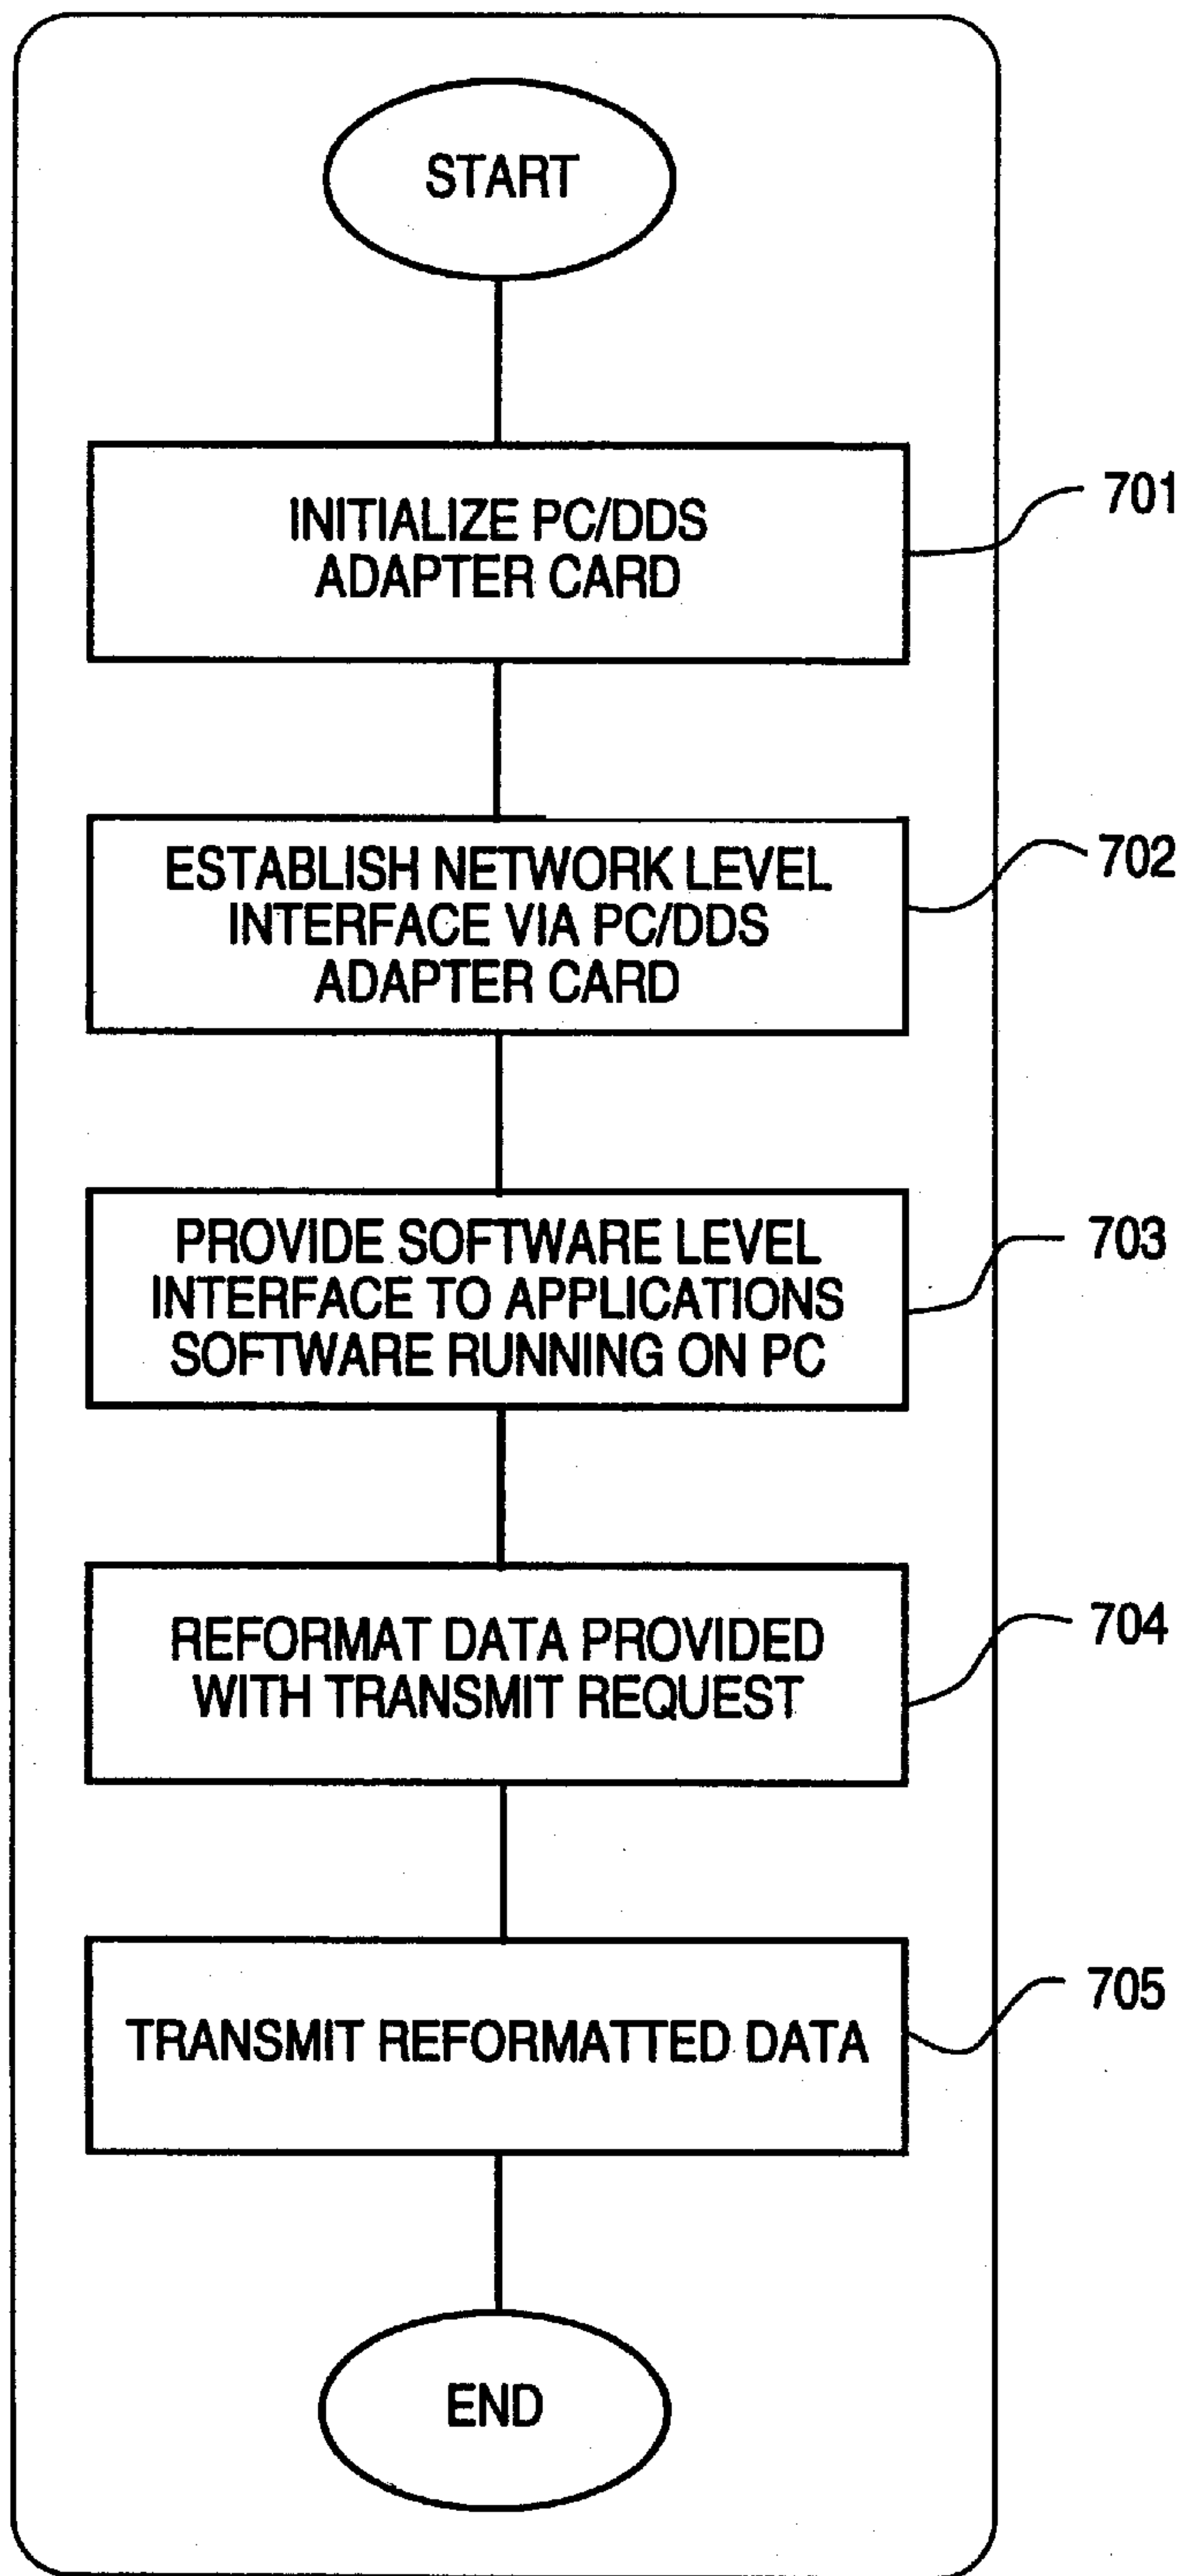 START
INITIALIZE PC/DDS
ADAPTER CARD
701
ESTABLISH NETWORK LEVEL
INTERFACE VIA PC/DDS
ADAPTER CARD
702
PROVIDE SOFTWARE LEVEL
INTERFACE TO APPLICATIONS
SOFTWARE RUNNING ON PC
703
REFORMAT DATA PROVIDED
WITH TRANSMIT REQUEST
704
TRANSMIT REFORMATTED DATA
705
END